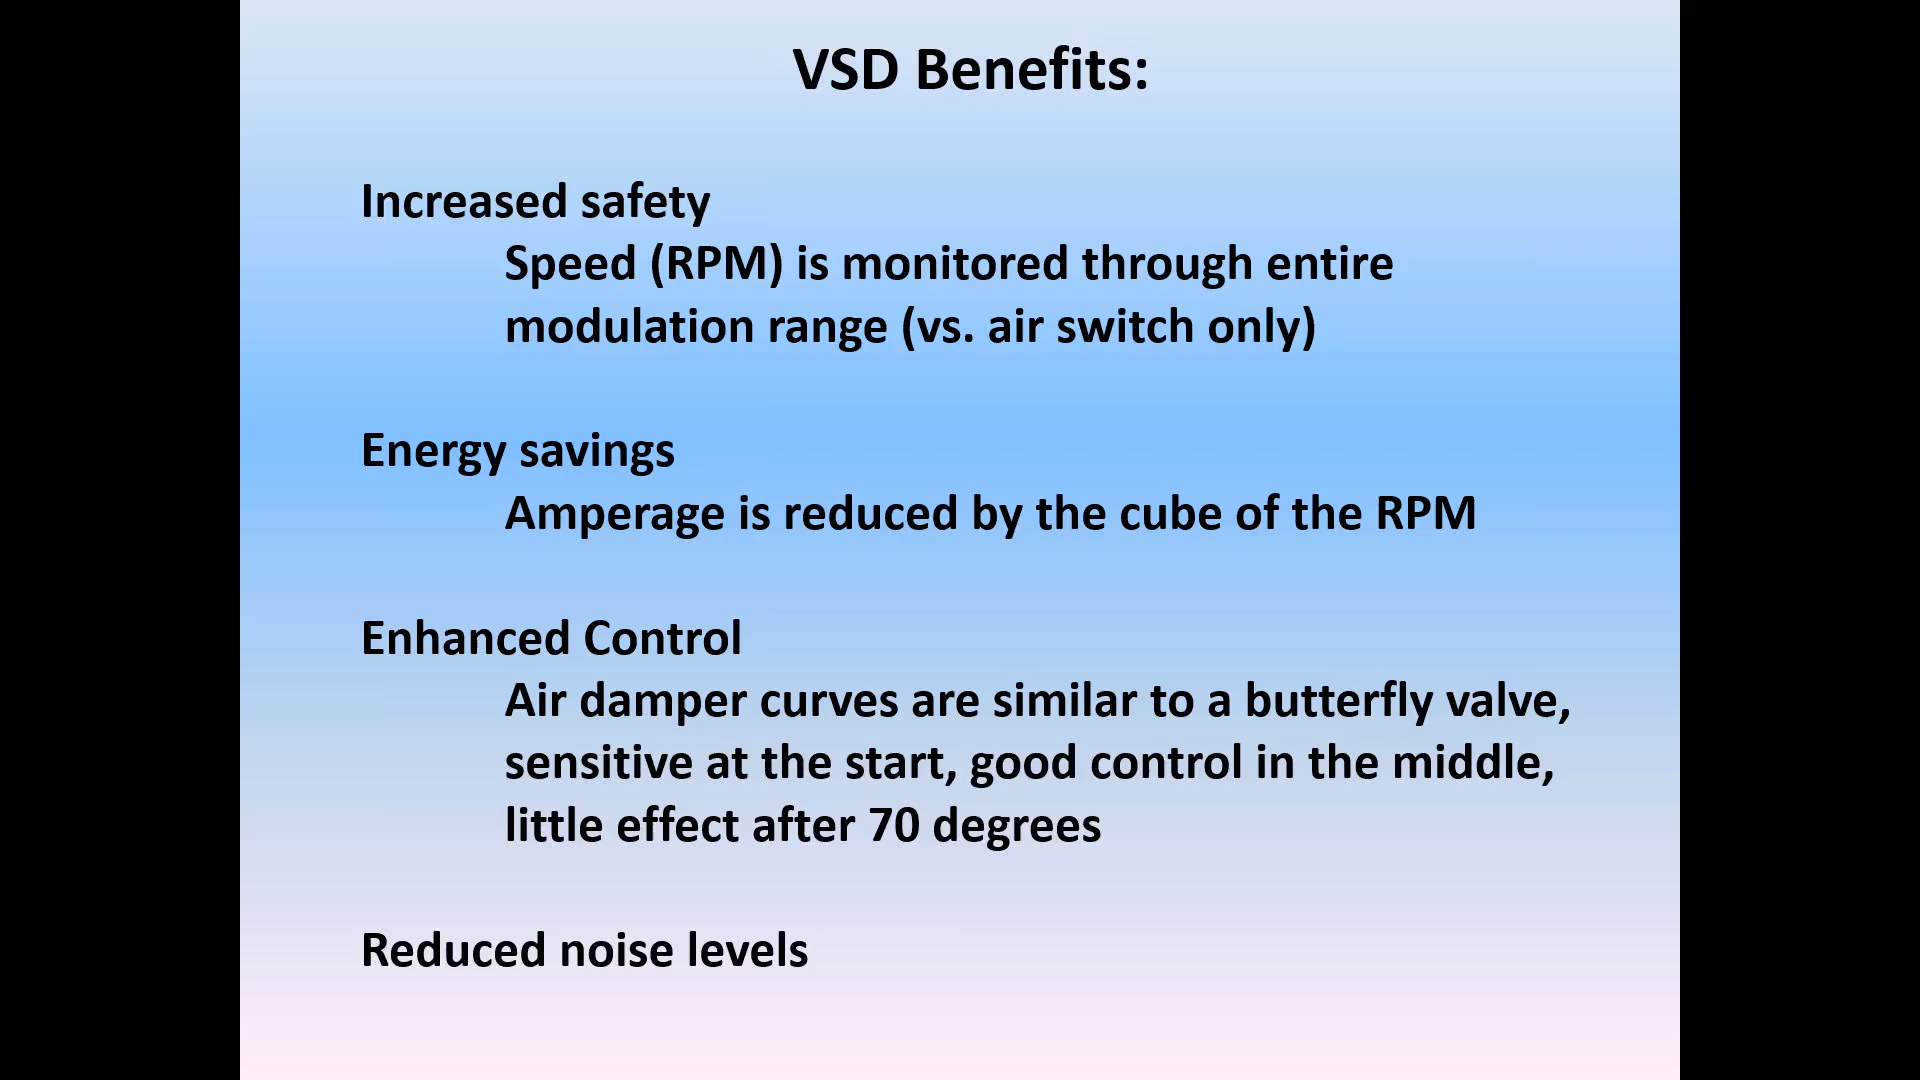 VSD Benefits:
Increased safety
Speed (RPM) is monitored through entire
modulation range (vs. air switch only)
Energy savings
Amperage is reduced by the cube of the RPM
Enhanced Control
Air damper curves are similar to a butterfly valve,
sensitive at the start, good control in the middle,
little effect after 70 degrees
Reduced noise levels